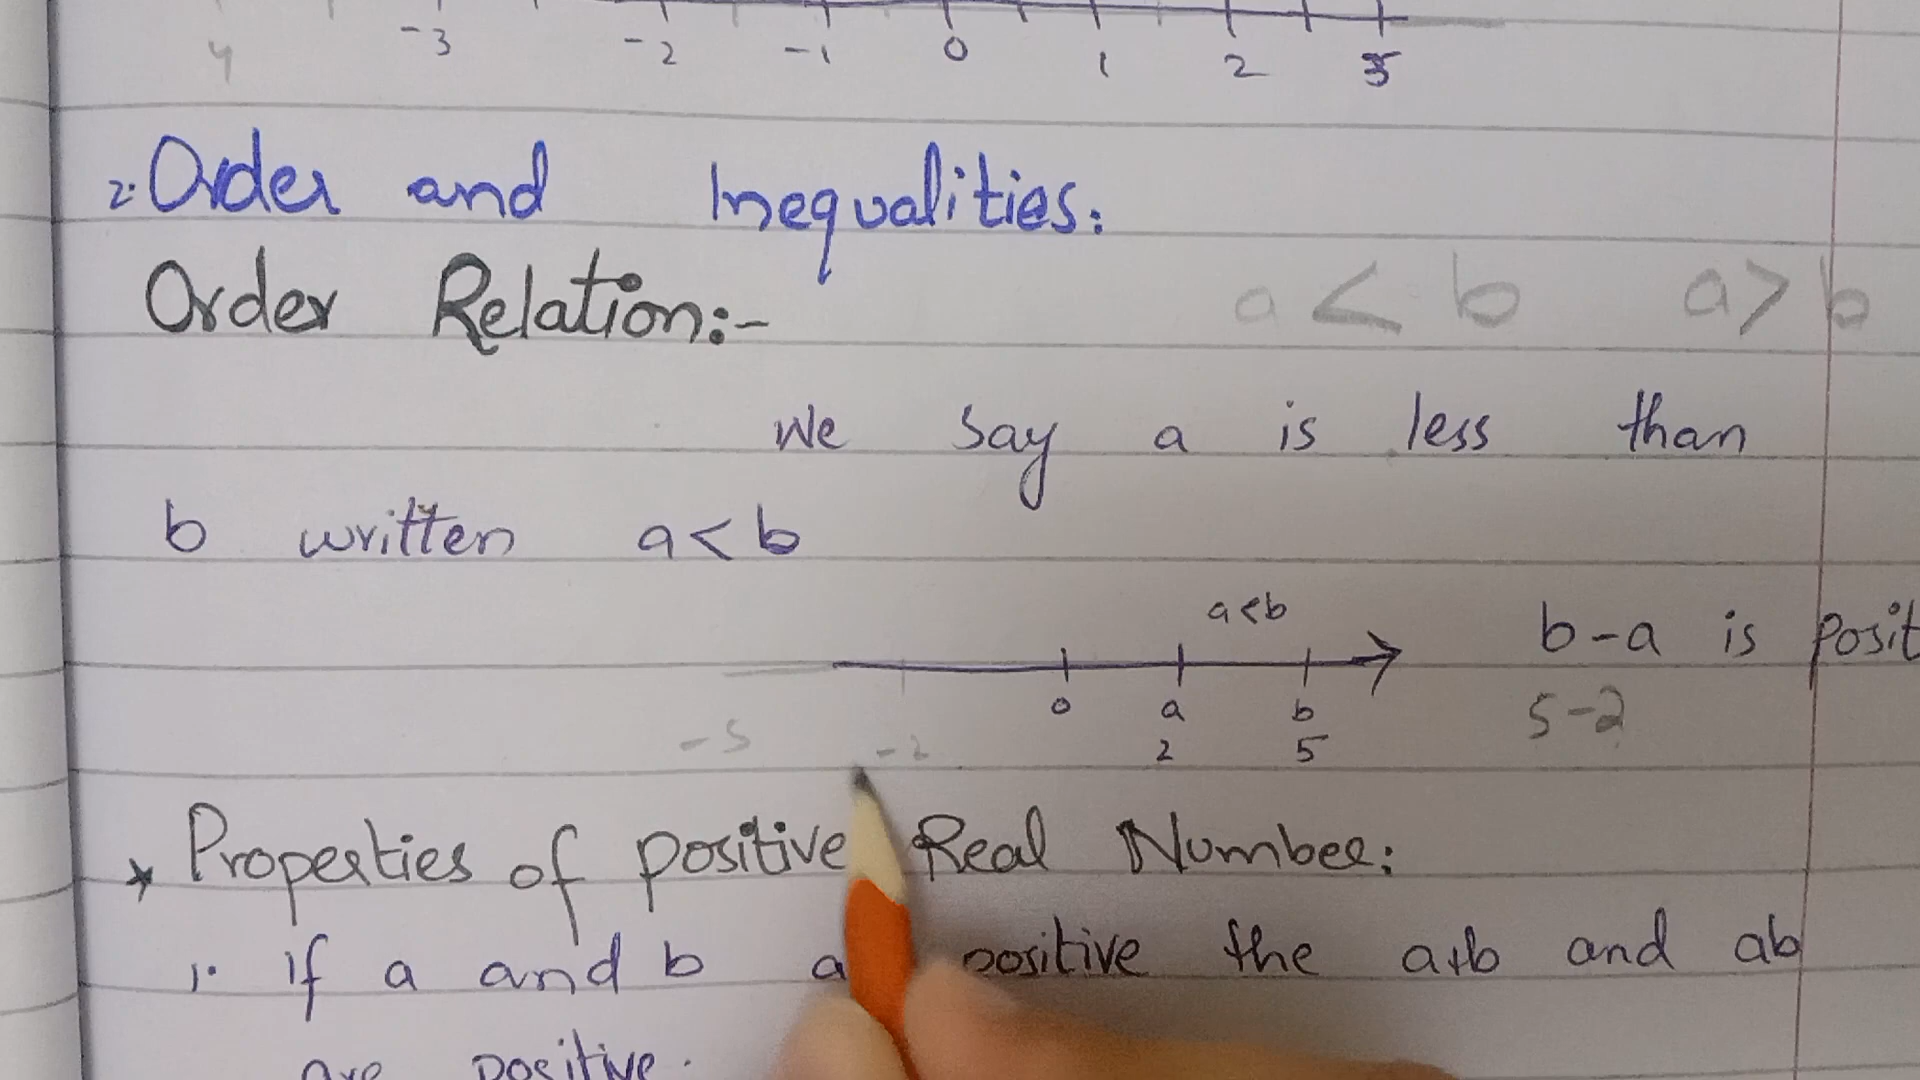 4 -3 -2 -1 0 1 2 3
2: Order and Inequalities:
Order Relation:- a < b a > b
We say a is less than
b written a < b
a < b b - a is Posit
0 a b 5-2
-5 -2 2 5
* Properties of positive Real Number:
1. if a and b a positive the a+b and ab
are positive.